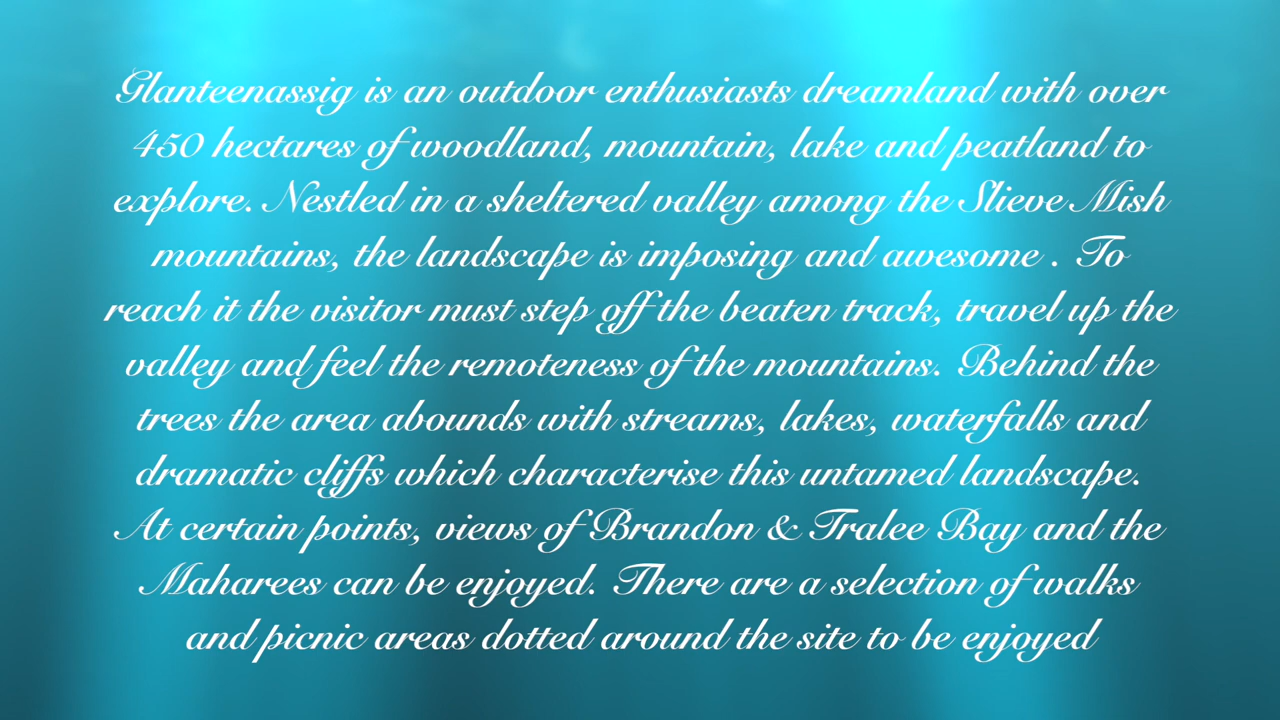 Glanteenassig is an outdoor enthusiasts dreamland with over
450 hectares of woodland, mountain, lake and peatland to
explore. Nestled in a sheltered valley among the Slieve Mish
mountains, the landscape is imposing and awesome . To
reach it the visitor must step off the beaten track, travel up the
valley and feel the remoteness of the mountains. Behind the
trees the area abounds with streams, lakes, waterfalls and
dramatic cliffs which characterise this untamed landscape.
At certain points, views of Brandon & Tralee Bay and the
Maharees can be enjoyed. There are a selection of walks
and picnic areas dotted around the site to be enjoyed